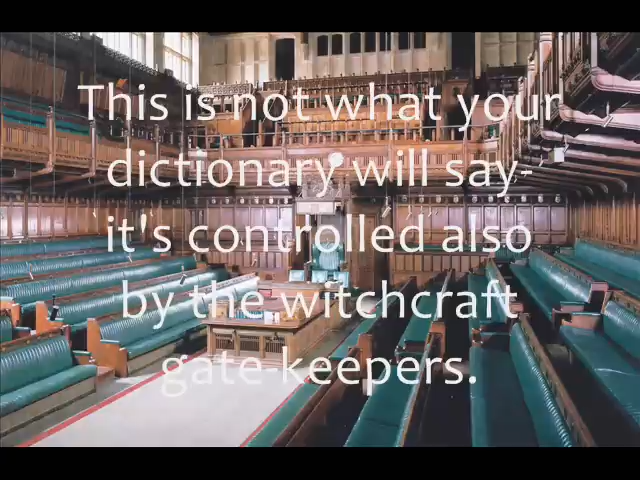 This is not what your
dictionary will say-
it's controlled also
by the witchcraft
gate keepers.